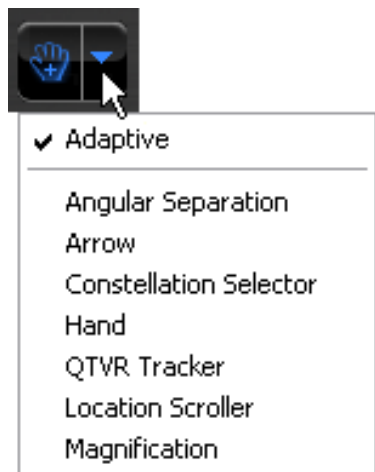 Adaptive
Angular Separation
Arrow
Constellation Selector
Hand
QTVR Tracker
Location Scroller
Magnification